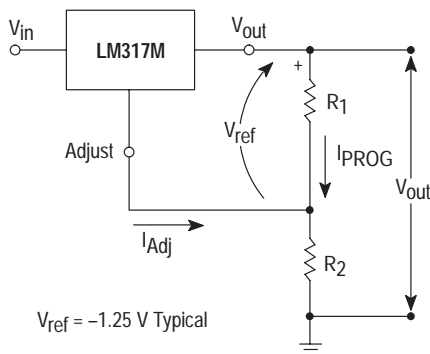 Vin
LM317M
Vout
+
R1
Vref
Adjust
IPROG
Vout
IAdj
R2
Vref = –1.25 V Typical